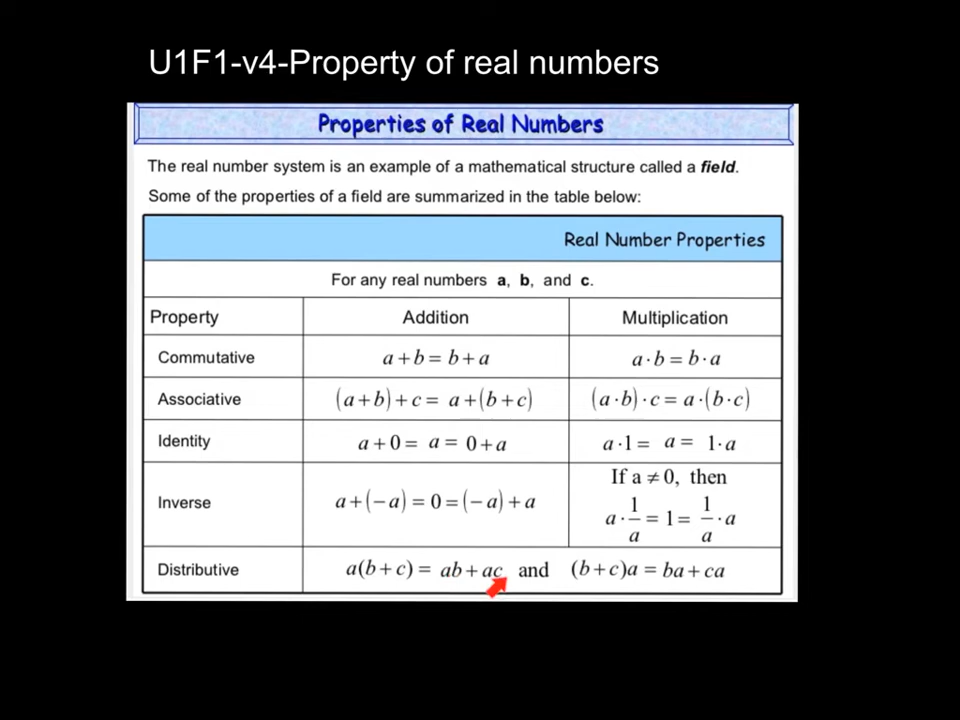 U1F1-v4-Property of real numbers
Properties of Real Numbers
The real number system is an example of a mathematical structure called a field.
Some of the properties of a field are summarized in the table below:
Real Number Properties
For any real numbers a, b, and c.
Property Addition Multiplication
Commutative a+b=b+a a·b=b·a
Associative (a+b)+c= a+(b+c) (a·b)·c=a·(b·c)
Identity a+0= a= 0+a a·1= a= 1·a
Inverse a+(−a)=0=(−a)+a If a≠0, then
a·1/a=1=1/a·a
Distributive a(b+c)= ab+ac and (b+c)a=ba+ca